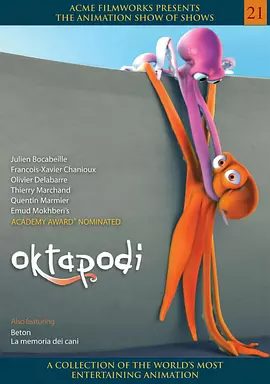 ACME FILMWORKS PRESENTS
THE ANIMATION SHOW OF SHOWS
21
Julien Bocabeille
Francois-Xavier Chanioux
Olivier Delabarre
Thierry Marchand
Quentin Marmier
Emud Mokhberi's
ACADEMY AWARD® NOMINATED
oktapodi
Also featuring
Beton
La memoria dei cani
A COLLECTION OF THE WORLD'S MOST
ENTERTAINING ANIMATION